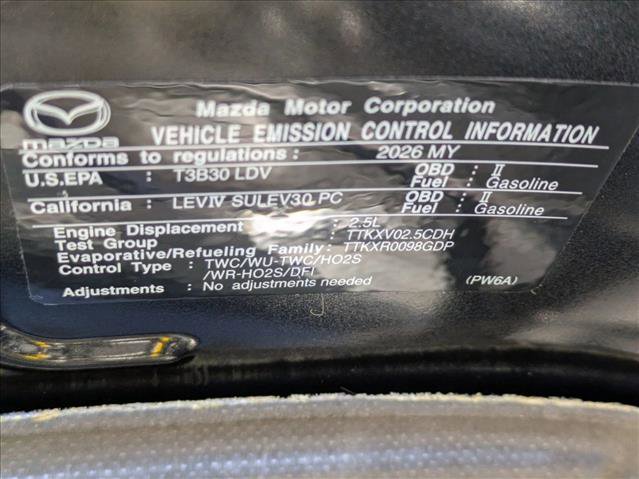 Mazda Motor Corporation
mazda
VEHICLE EMISSION CONTROL INFORMATION
Conforms to regulations : 2026 MY
U.S.EPA : T3B30 LDV OBD : II
Fuel : Gasoline
California : LEVIV SULEV30 PC OBD : II
Fuel : Gasoline
Engine Displacement : 2.5L
Test Group : TTKXV02.5CDH
Evaporative/Refueling Family: TTKXR0098GDP
Control Type : TWC/WU-TWC/HO2S
/WR-HO2S/DFI
Adjustments : No adjustments needed (PW6A)